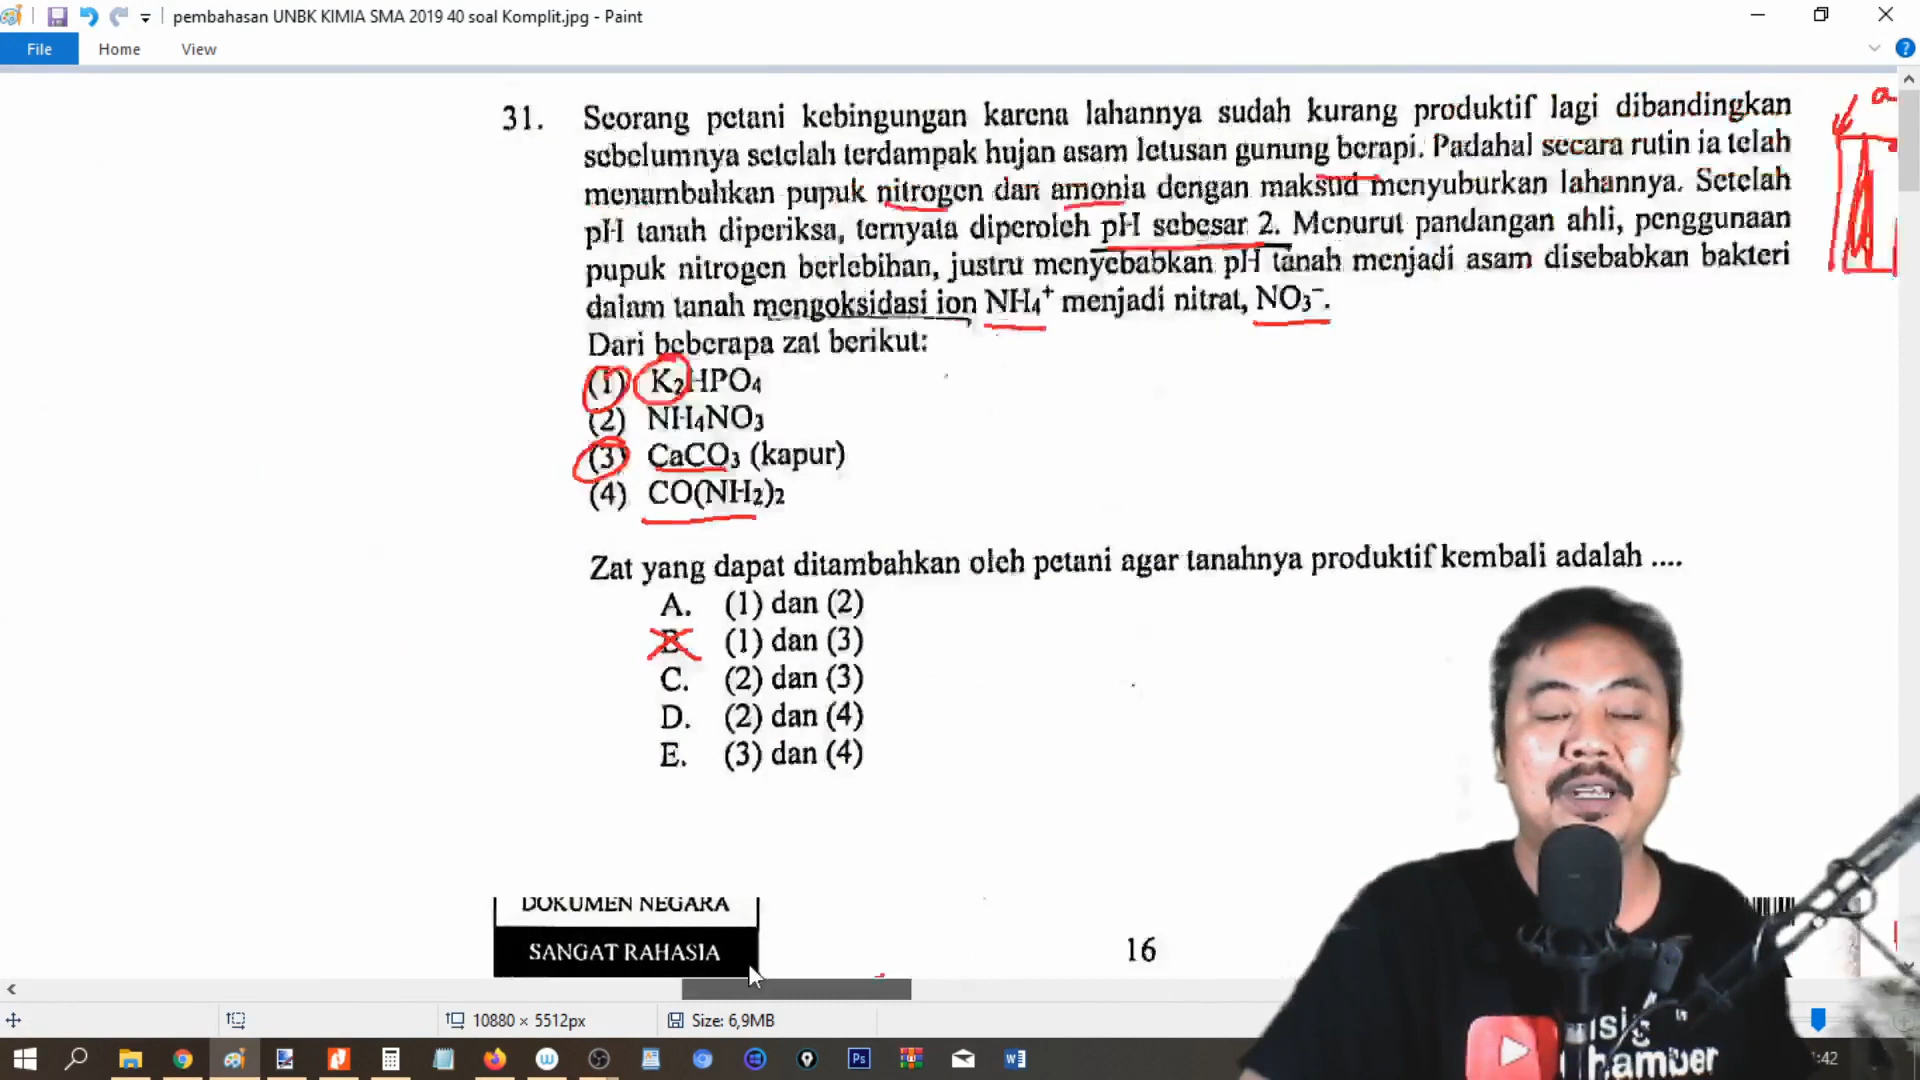 pembahasan UNBK KIMIA SMA 2019 40 soal Komplit.jpg - Paint
File Home View
31. Seorang petani kebingungan karena lahannya sudah kurang produktif lagi dibandingkan
sebelumnya setelah terdampak hujan asam letusan gunung berapi. Padahal secara rutin ia telah
menambahkan pupuk nitrogen dan amonia dengan maksud menyuburkan lahannya. Setelah
pH tanah diperiksa, ternyata diperoleh pH sebesar 2. Menurut pandangan ahli, penggunaan
pupuk nitrogen berlebihan, justru menyebabkan pH tanah menjadi asam disebabkan bakteri
dalam tanah mengoksidasi ion NH₄⁺ menjadi nitrat, NO₃⁻.
Dari beberapa zat berikut:
(1) K₂HPO₄
(2) NH₄NO₃
(3) CaCO₃ (kapur)
(4) CO(NH₂)₂
Zat yang dapat ditambahkan oleh petani agar tanahnya produktif kembali adalah ....
A. (1) dan (2)
B. (1) dan (3)
C. (2) dan (3)
D. (2) dan (4)
E. (3) dan (4)
DOKUMEN NEGARA
SANGAT RAHASIA
16
10880 × 5512px
Size: 6,9MB